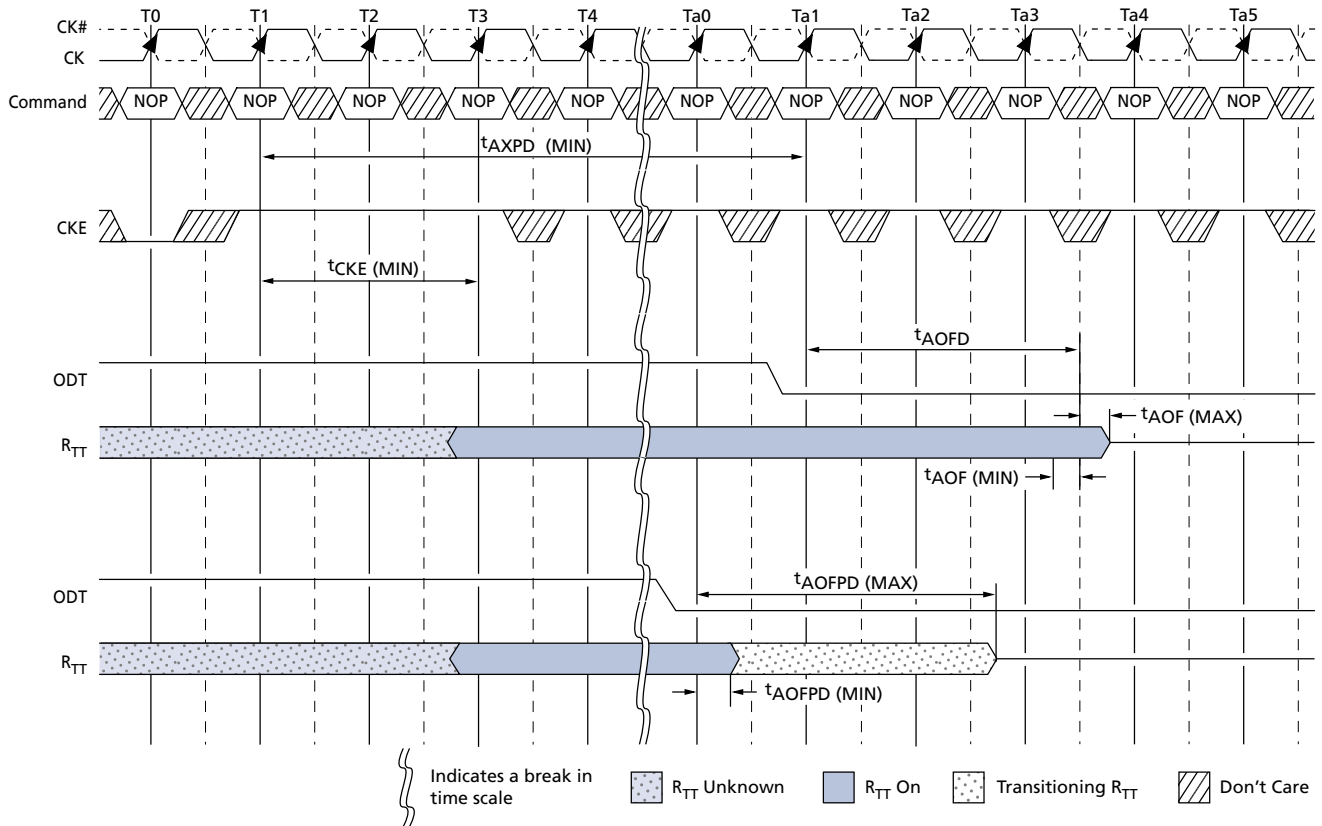 T0 T1 T2 T3 T4 Ta0 Ta1 Ta2 Ta3 Ta4 Ta5
CK#
CK
Command NOP NOP NOP NOP NOP NOP NOP NOP NOP NOP NOP
tAXPD (MIN)
CKE
tCKE (MIN)
tAOFD
ODT
tAOF (MAX)
RTT
tAOF (MIN)
tAOFPD (MAX)
ODT
RTT
tAOFPD (MIN)
Indicates a break in
time scale
RTT Unknown
RTT On
Transitioning RTT
Don't Care